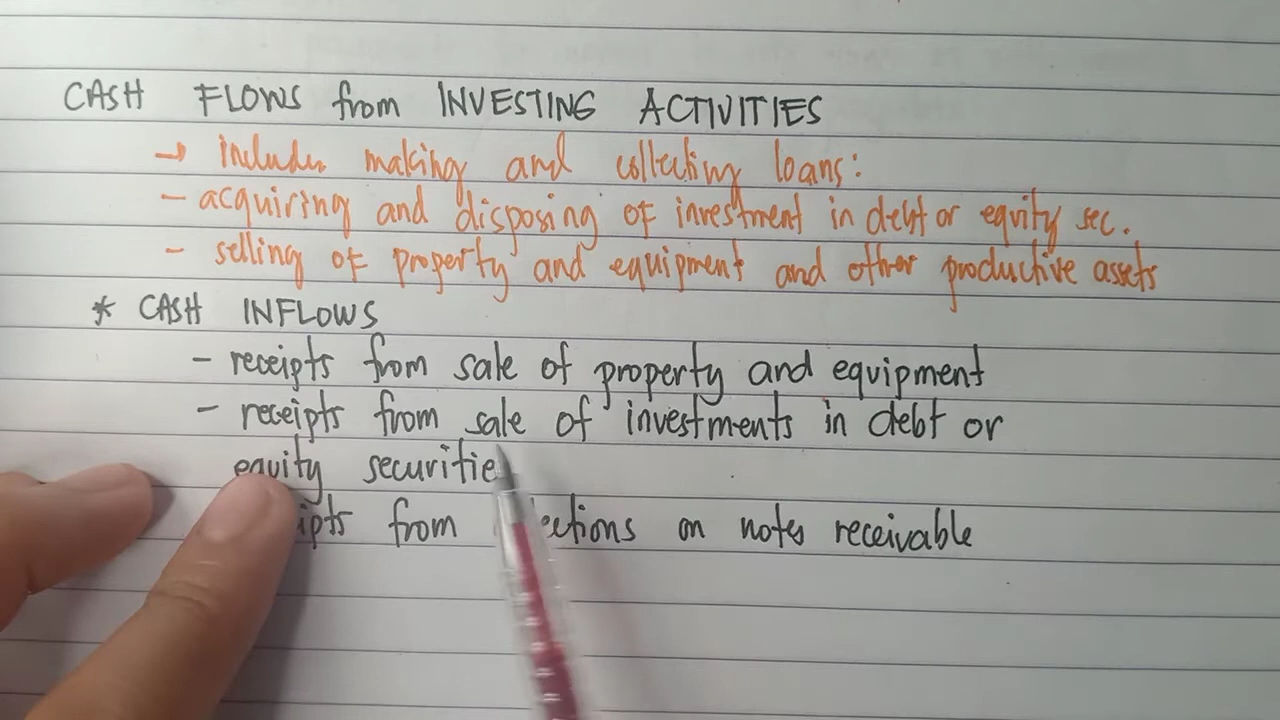 CASH FLOWS from INVESTING ACTIVITIES
→ includes making and collecting loans:
- acquiring and disposing of investment in debt or equity sec.
- selling of property and equipment and other productive assets
* CASH INFLOWS
- receipts from sale of property and equipment
- receipts from sale of investments in debt or
equity securitie
ipts from ections on notes receivable